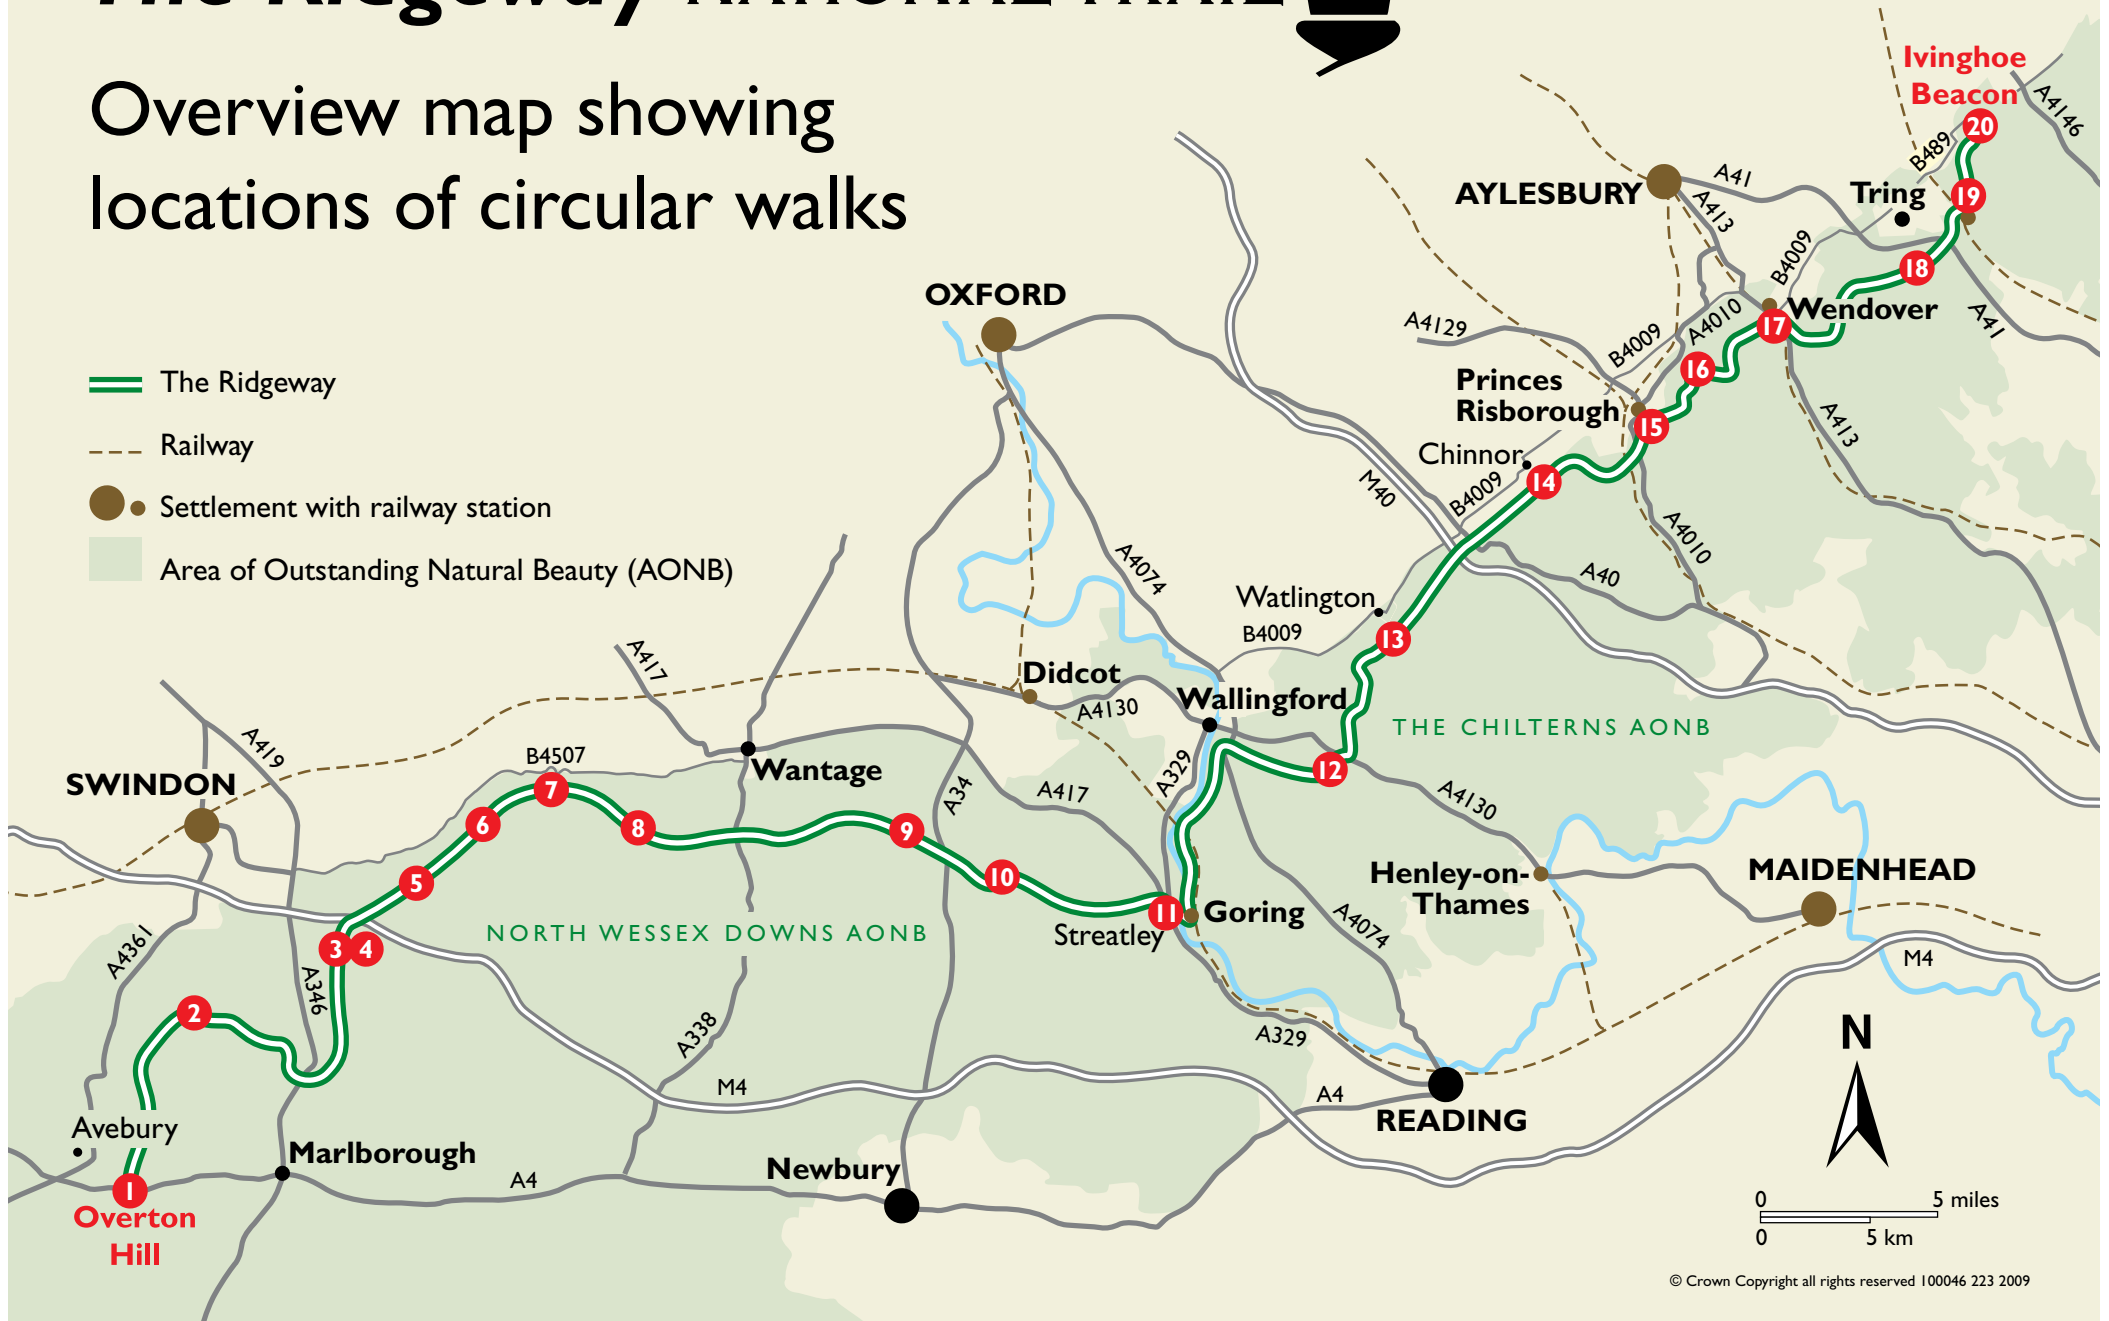 The Ridgeway NATIONAL TRAIL
Overview map showing
locations of circular walks
The Ridgeway
Railway
Settlement with railway station
Area of Outstanding Natural Beauty (AONB)
Ivinghoe
Beacon
20
A4146
B489
Tring
19
A41
AYLESBURY
A413
B4009
18
Wendover
17
A41
OXFORD
A4129
B4009
A4010
16
Princes
Risborough
15
A413
Chinnor
14
B4009
M40
A4010
A4074
A40
Watlington
B4009
13
A417
Didcot
A4130
Wallingford
THE CHILTERNS AONB
A419
SWINDON
B4507
Wantage
12
A329
7
A34
A417
A4130
6
8
9
5
10
Henley-on-
Thames
MAIDENHEAD
11
Goring
Streatley
A4074
NORTH WESSEX DOWNS AONB
3
4
A4361
A346
M4
2
A338
A329
N
M4
A4
READING
Avebury
Marlborough
A4
Newbury
1
Overton
Hill
0
5 miles
0
5 km
© Crown Copyright all rights reserved 100046 223 2009